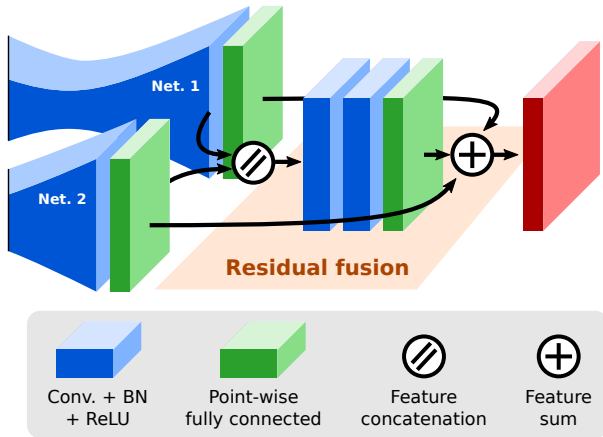 Net. 1
Net. 2
Residual fusion
Conv. + BN
+ ReLU
Point-wise
fully connected
Feature
concatenation
Feature
sum